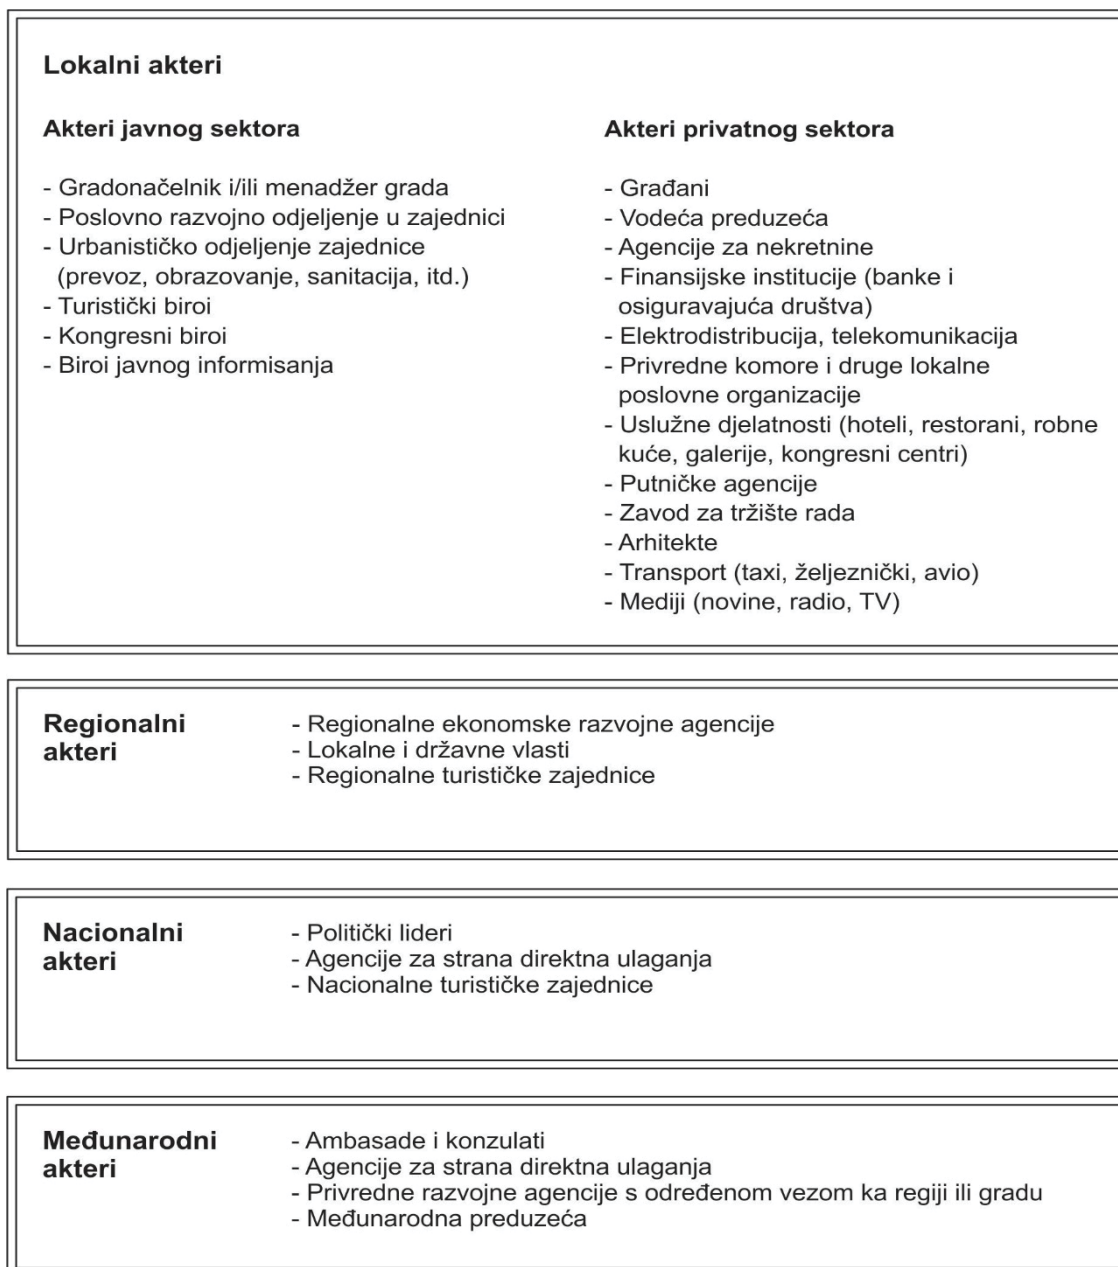 Lokalni akteri
Akteri javnog sektora
- Gradonačelnik i/ili menadžer grada
- Poslovno razvojno odjeljenje u zajednici
- Urbanističko odjeljenje zajednice
(prevoz, obrazovanje, sanitacija, itd.)
- Turistički biroi
- Kongresni biroi
- Biroi javnog informisanja
Akteri privatnog sektora
- Građani
- Vodeća preduzeća
- Agencije za nekretnine
- Finansijske institucije (banke i
osiguravajuća društva)
- Elektrodistribucija, telekomunikacija
- Privredne komore i druge lokalne
poslovne organizacije
- Uslužne djelatnosti (hoteli, restorani, robne
kuće, galerije, kongresni centri)
- Putničke agencije
- Zavod za tržište rada
- Arhitekte
- Transport (taxi, željeznički, avio)
- Mediji (novine, radio, TV)
Regionalni
akteri
- Regionalne ekonomske razvojne agencije
- Lokalne i državne vlasti
- Regionalne turističke zajednice
Nacionalni
akteri
- Politički lideri
- Agencije za strana direktna ulaganja
- Nacionalne turističke zajednice
Međunarodni
akteri
- Ambasade i konzulati
- Agencije za strana direktna ulaganja
- Privredne razvojne agencije s određenom vezom ka regiji ili gradu
- Međunarodna preduzeća